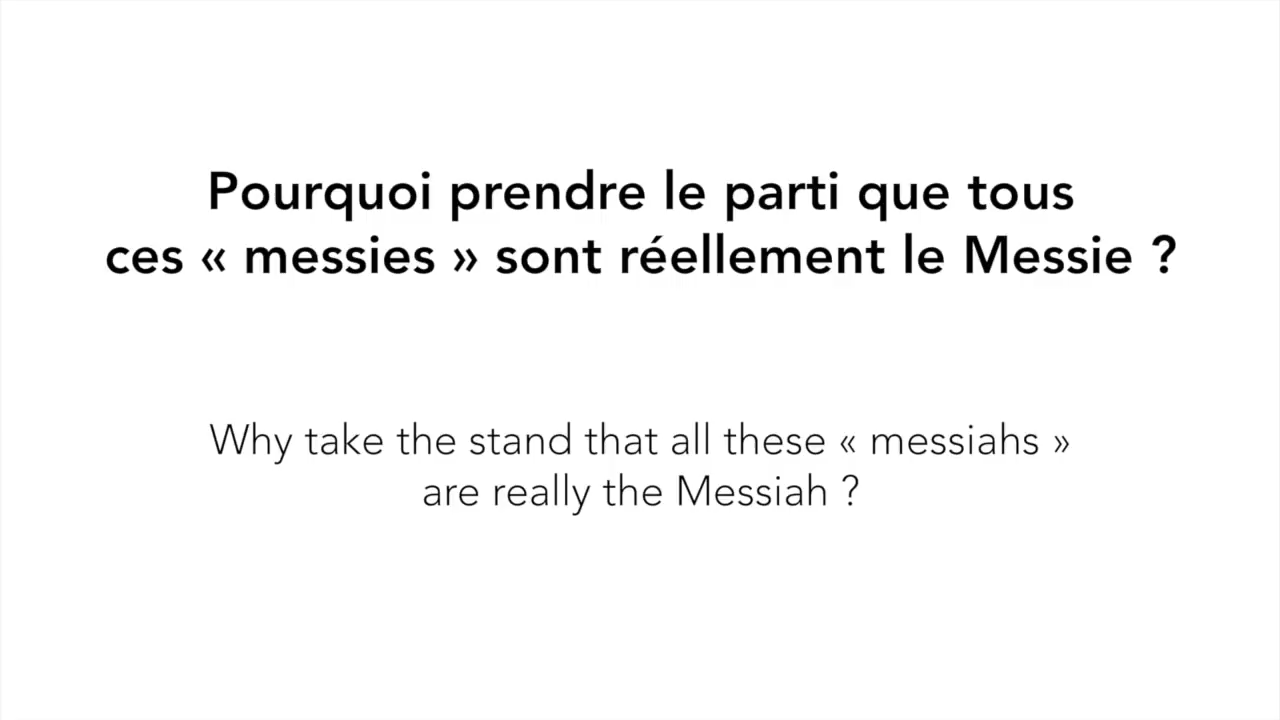 Pourquoi prendre le parti que tous
ces « messies » sont réellement le Messie ?
Why take the stand that all these « messiahs »
are really the Messiah ?